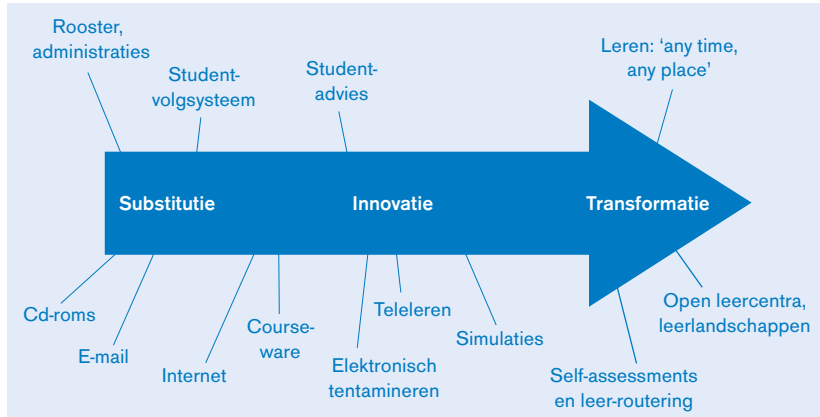 Rooster,
administraties
Student-
volgsysteem
Student-
advies
Leren: ‘any time,
any place’
Substitutie
Innovatie
Transformatie
Cd-roms
E-mail
Internet
Course-
ware
Elektronisch
tentamineren
Teleleren
Simulaties
Self-assessments
en leer-routering
Open leercentra,
leerlandschappen